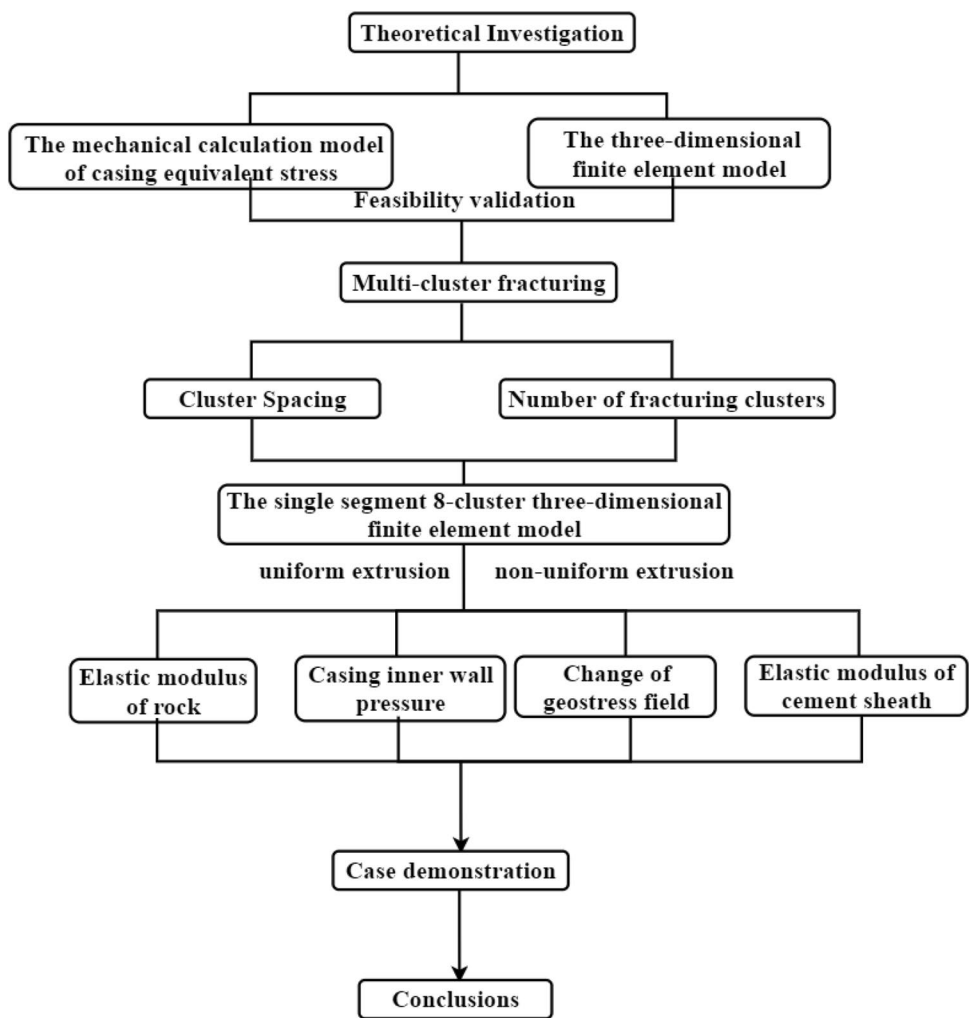 Theoretical Investigation
The mechanical calculation model
of casing equivalent stress
The three-dimensional
finite element model
Feasibility validation
Multi-cluster fracturing
Cluster Spacing
Number of fracturing clusters
The single segment 8-cluster three-dimensional
finite element model
uniform extrusion
non-uniform extrusion
Elastic modulus
of rock
Casing inner wall
pressure
Change of
geostress field
Elastic modulus of
cement sheath
Case demonstration
Conclusions